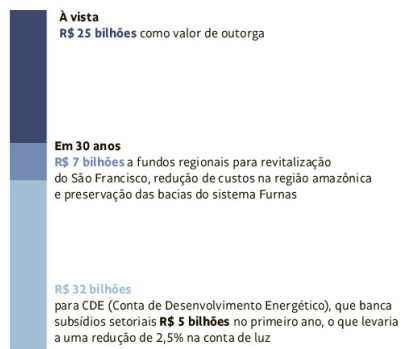 À vista
R$ 25 bilhões como valor de outorga
Em 30 anos
R$ 7 bilhões a fundos regionais para revitalização
do São Francisco, redução de custos na região amazônica
e preservação das bacias do sistema Furnas
R$ 32 bilhões
para CDE (Conta de Desenvolvimento Energético), que banca
subsídios setoriais R$ 5 bilhões no primeiro ano, o que levaria
a uma redução de 2,5% na conta de luz